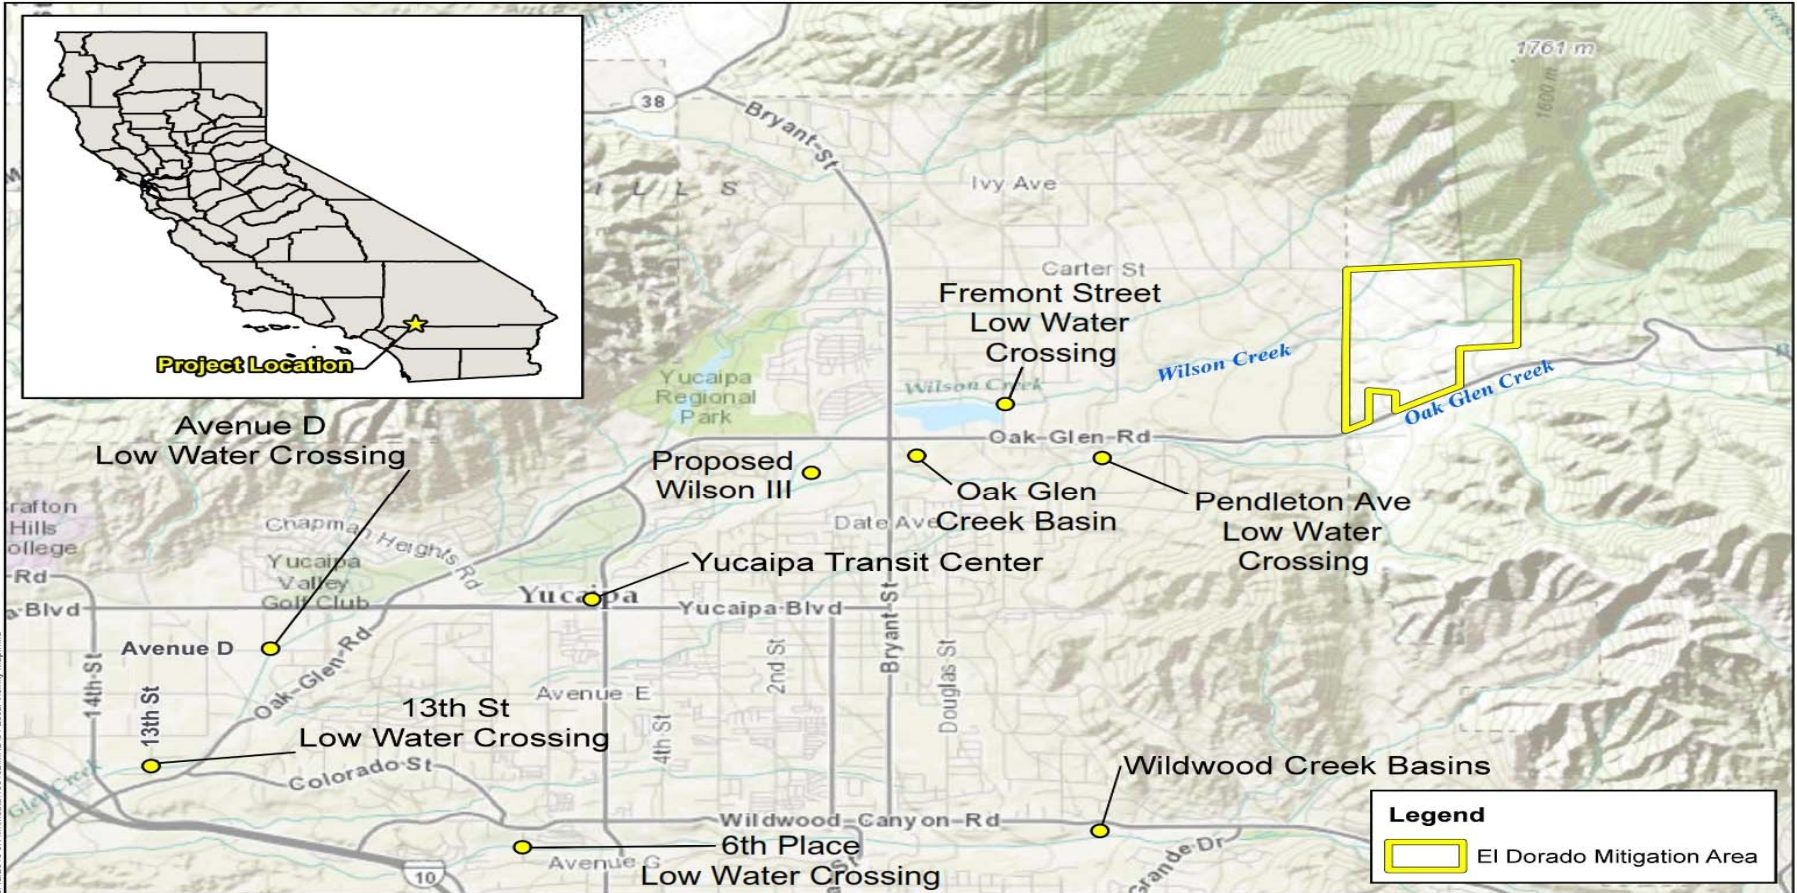 1761 m
1600 m
38
Bryant-St
ILLS
Ivy Ave
Carter St
Fremont Street
Low Water
Crossing
Wilson Creek
Wilson Creek
Project Location
Yucaipa
Regional
Park
Oak Glen Creek
Avenue D
Low Water Crossing
Oak-Glen-Rd
Proposed
Wilson III
Oak Glen
Creek Basin
Pendleton Ave
Low Water
Crossing
rafton
Hills
ollege
Chapman Heights Rd
Date Ave
Yucaipa
Valley
Golf Club
Yucaipa Transit Center
Rd
a-Blvd
Yucaipa
Yucaipa-Blvd
Bryant-St
Avenue D
Oak-Glen-Rd
14th-St
13th St
Avenue E
2nd St
4th St
Douglas St
13th St
Low Water Crossing
Colorado-St
Glen Creek
Wildwood Creek Basins
Wildwood-Canyon-Rd
6th Place
Low Water Crossing
Avenue G
St
Grande-Dr
10
Legend
El Dorado Mitigation Area